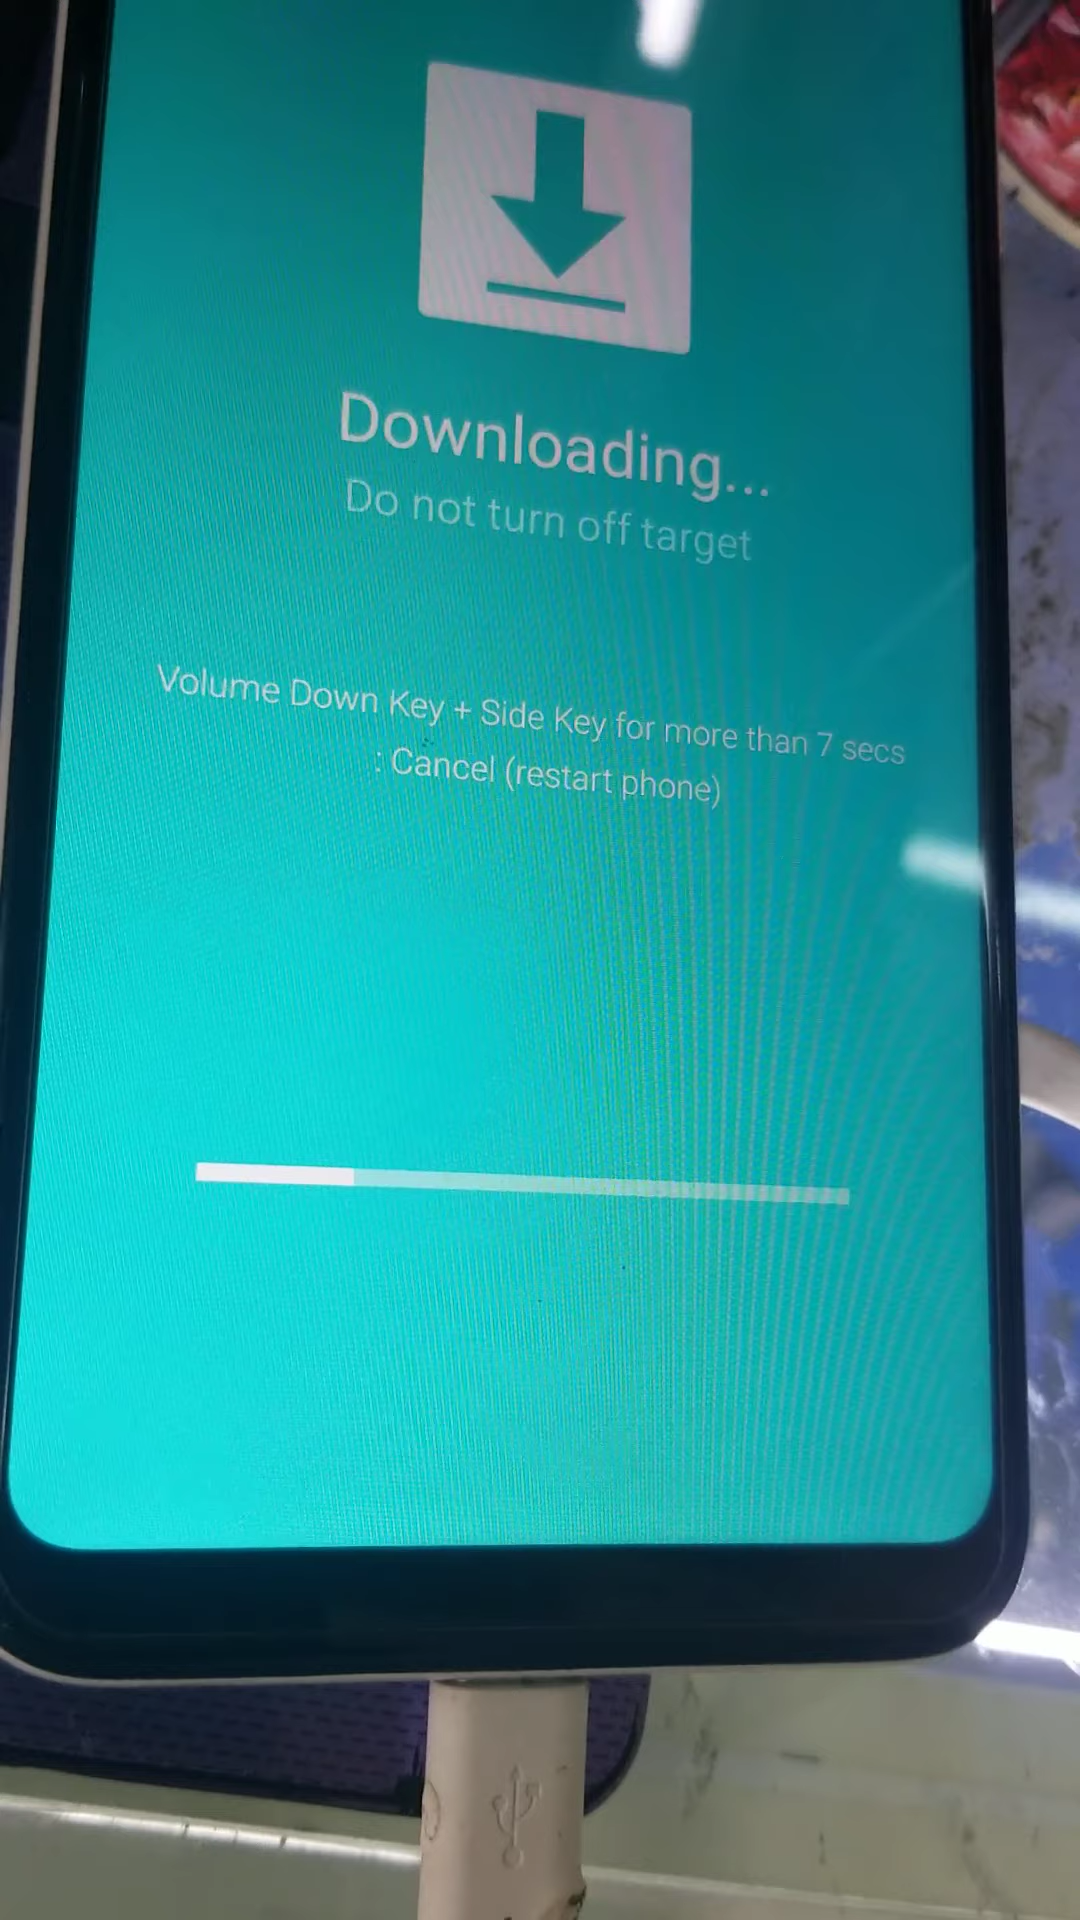 Downloading...
Do not turn off target
Volume Down Key + Side Key for more than 7 secs
: Cancel (restart phone)